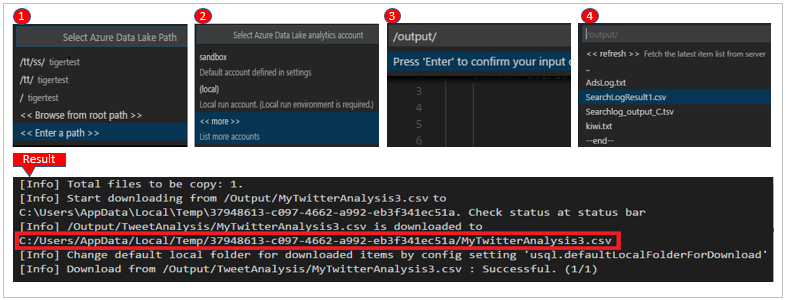 1
Select Azure Data Lake Path
/tt/ss/ tigertest
/tt/ tigertest
/ tigertest
<< Browse from root path >>
<< Enter a path >>
2
Select Azure Data Lake analytics account
sandbox
Default account defined in settings
(local)
Local run account. (Local run environment is required.)
<< more >>
List more accounts
3
/output/
Press 'Enter' to confirm your input
3
4
5
6
4
/output/
<< refresh >> Fetch the latest item list from server
..
AdsLog.txt
SearchLogResult1.csv
Searchlog_output_C.tsv
kiwi.txt
--end--
Result
[Info] Total files to be copy: 1.
[Info] Start downloading from /Output/MyTwitterAnalysis3.csv to
C:\Users\AppData\Local\Temp\37948613-c097-4662-a992-eb3f341ec51a. Check status at status bar
[Info] /Output/TweetAnalysis/MyTwitterAnalysis3.csv is downloaded to
C:/Users/AppData/Local/Temp/37948613-c097-4662-a992-eb3f341ec51a/MyTwitterAnalysis3.csv
[Info] Change default local folder for downloaded items by config setting 'usql.defaultLocalFolderForDownload'
[Info] Download from /Output/TweetAnalysis/MyTwitterAnalysis3.csv : Successful. (1/1)